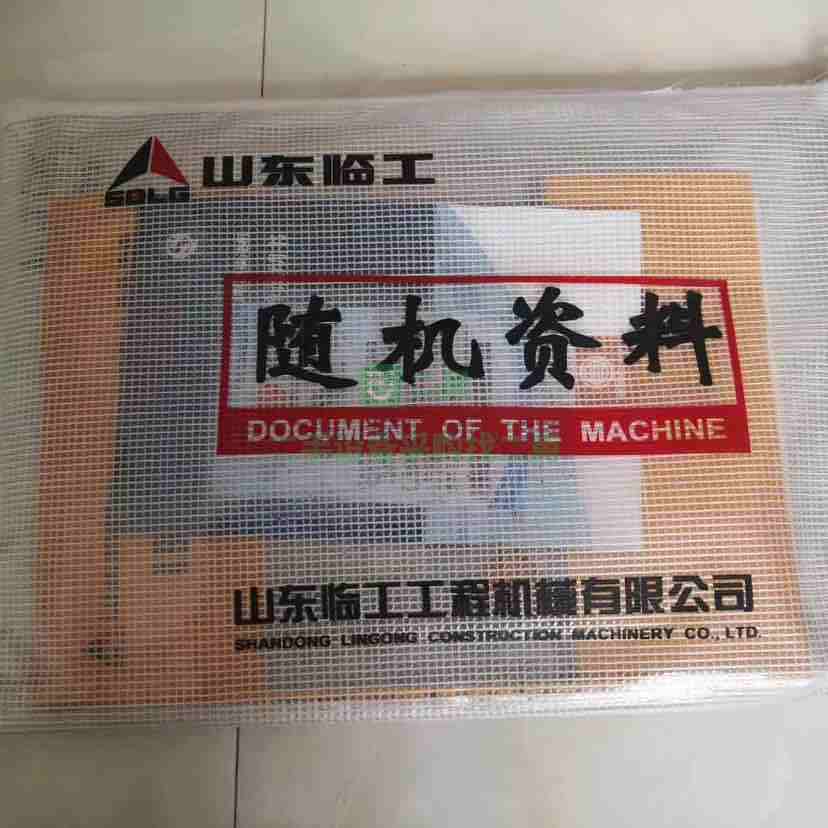 SDLG 山东临工
随机资料
DOCUMENT OF THE MACHINE
山东临工工程机械有限公司
SHANDONG LINGONG CONSTRUCTION MACHINERY CO., LTD.